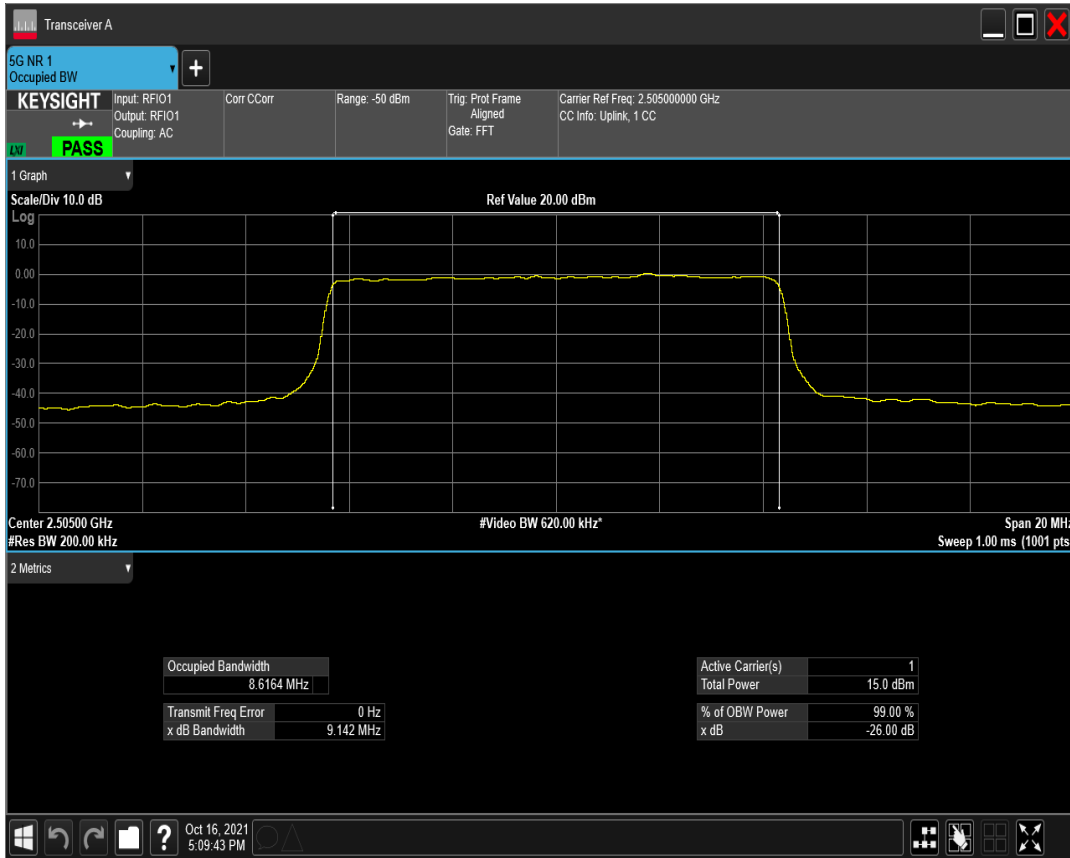 Transceiver A
5G NR 1
Occupied BW
KEYSIGHT
LXI
PASS
Input: RFIO1
Output: RFIO1
Coupling: AC
Corr CCorr
Range: -50 dBm
Trig: Prot Frame
Aligned
Gate: FFT
Carrier Ref Freq: 2.505000000 GHz
CC Info: Uplink, 1 CC
1 Graph
Scale/Div 10.0 dB
Ref Value 20.00 dBm
Log
10.0
0.00
-10.0
-20.0
-30.0
-40.0
-50.0
-60.0
-70.0
Center 2.50500 GHz
#Video BW 620.00 kHz*
Span 20 MHz
#Res BW 200.00 kHz
Sweep 1.00 ms (1001 pts
2 Metrics
Occupied Bandwidth
8.6164 MHz
Transmit Freq Error 0 Hz
x dB Bandwidth 9.142 MHz
Active Carrier(s) 1
Total Power 15.0 dBm
% of OBW Power 99.00 %
x dB -26.00 dB
Oct 16, 2021
5:09:43 PM